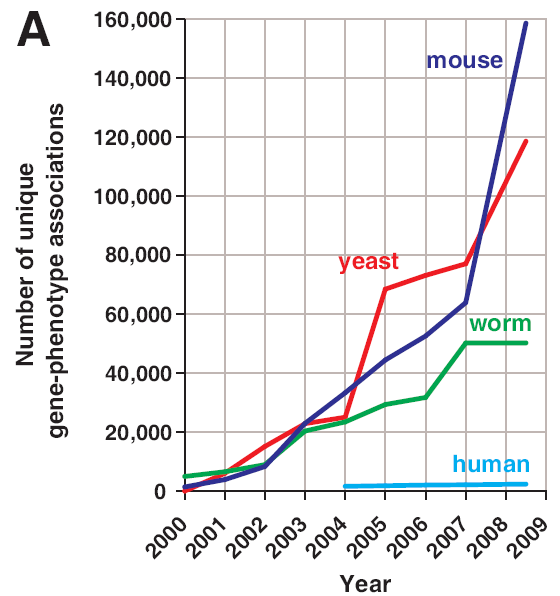 A
Number of unique
gene-phenotype associations
160,000
140,000
120,000
100,000
80,000
60,000
40,000
20,000
0
mouse
yeast
worm
human
2000
2001
2002
2003
2004
2005
2006
2007
2008
2009
Year